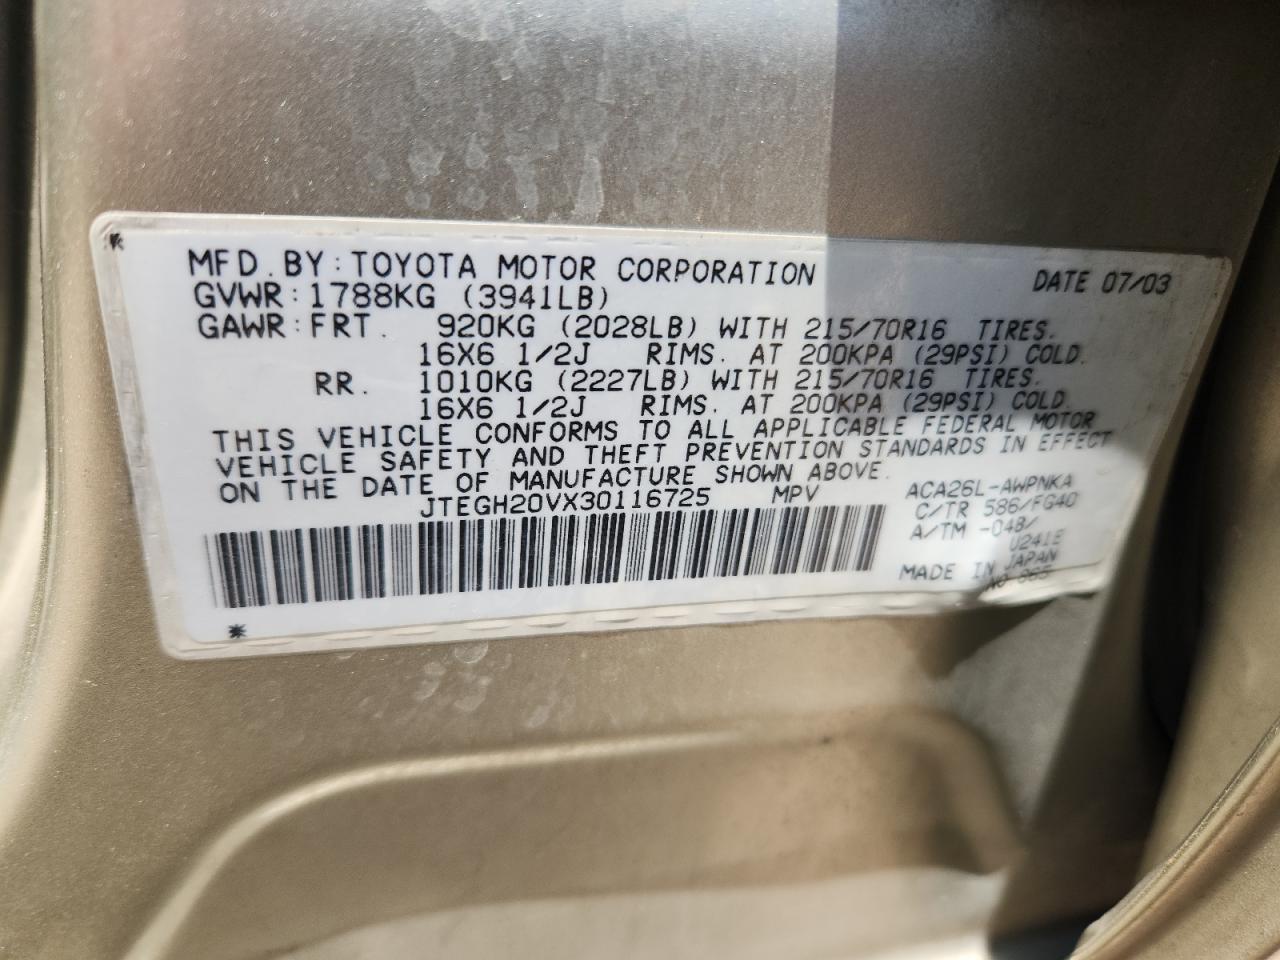 MFD. BY: TOYOTA MOTOR CORPORATION DATE 07/03
GVWR: 1788KG (3941LB)
GAWR: FRT. 920KG (2028LB) WITH 215/70R16 TIRES.
16X6 1/2J RIMS. AT 200KPA (29PSI) COLD.
RR. 1010KG (2227LB) WITH 215/70R16 TIRES.
16X6 1/2J RIMS. AT 200KPA (29PSI) COLD.
THIS VEHICLE CONFORMS TO ALL APPLICABLE FEDERAL MOTOR
VEHICLE SAFETY AND THEFT PREVENTION STANDARDS IN EFFECT
ON THE DATE OF MANUFACTURE SHOWN ABOVE.
JTEGH20VX30116725 MPV
ACA26L-AWPNKA
C/TR 586/FG40
A/TM -04B/
U241E
MADE IN JAPAN